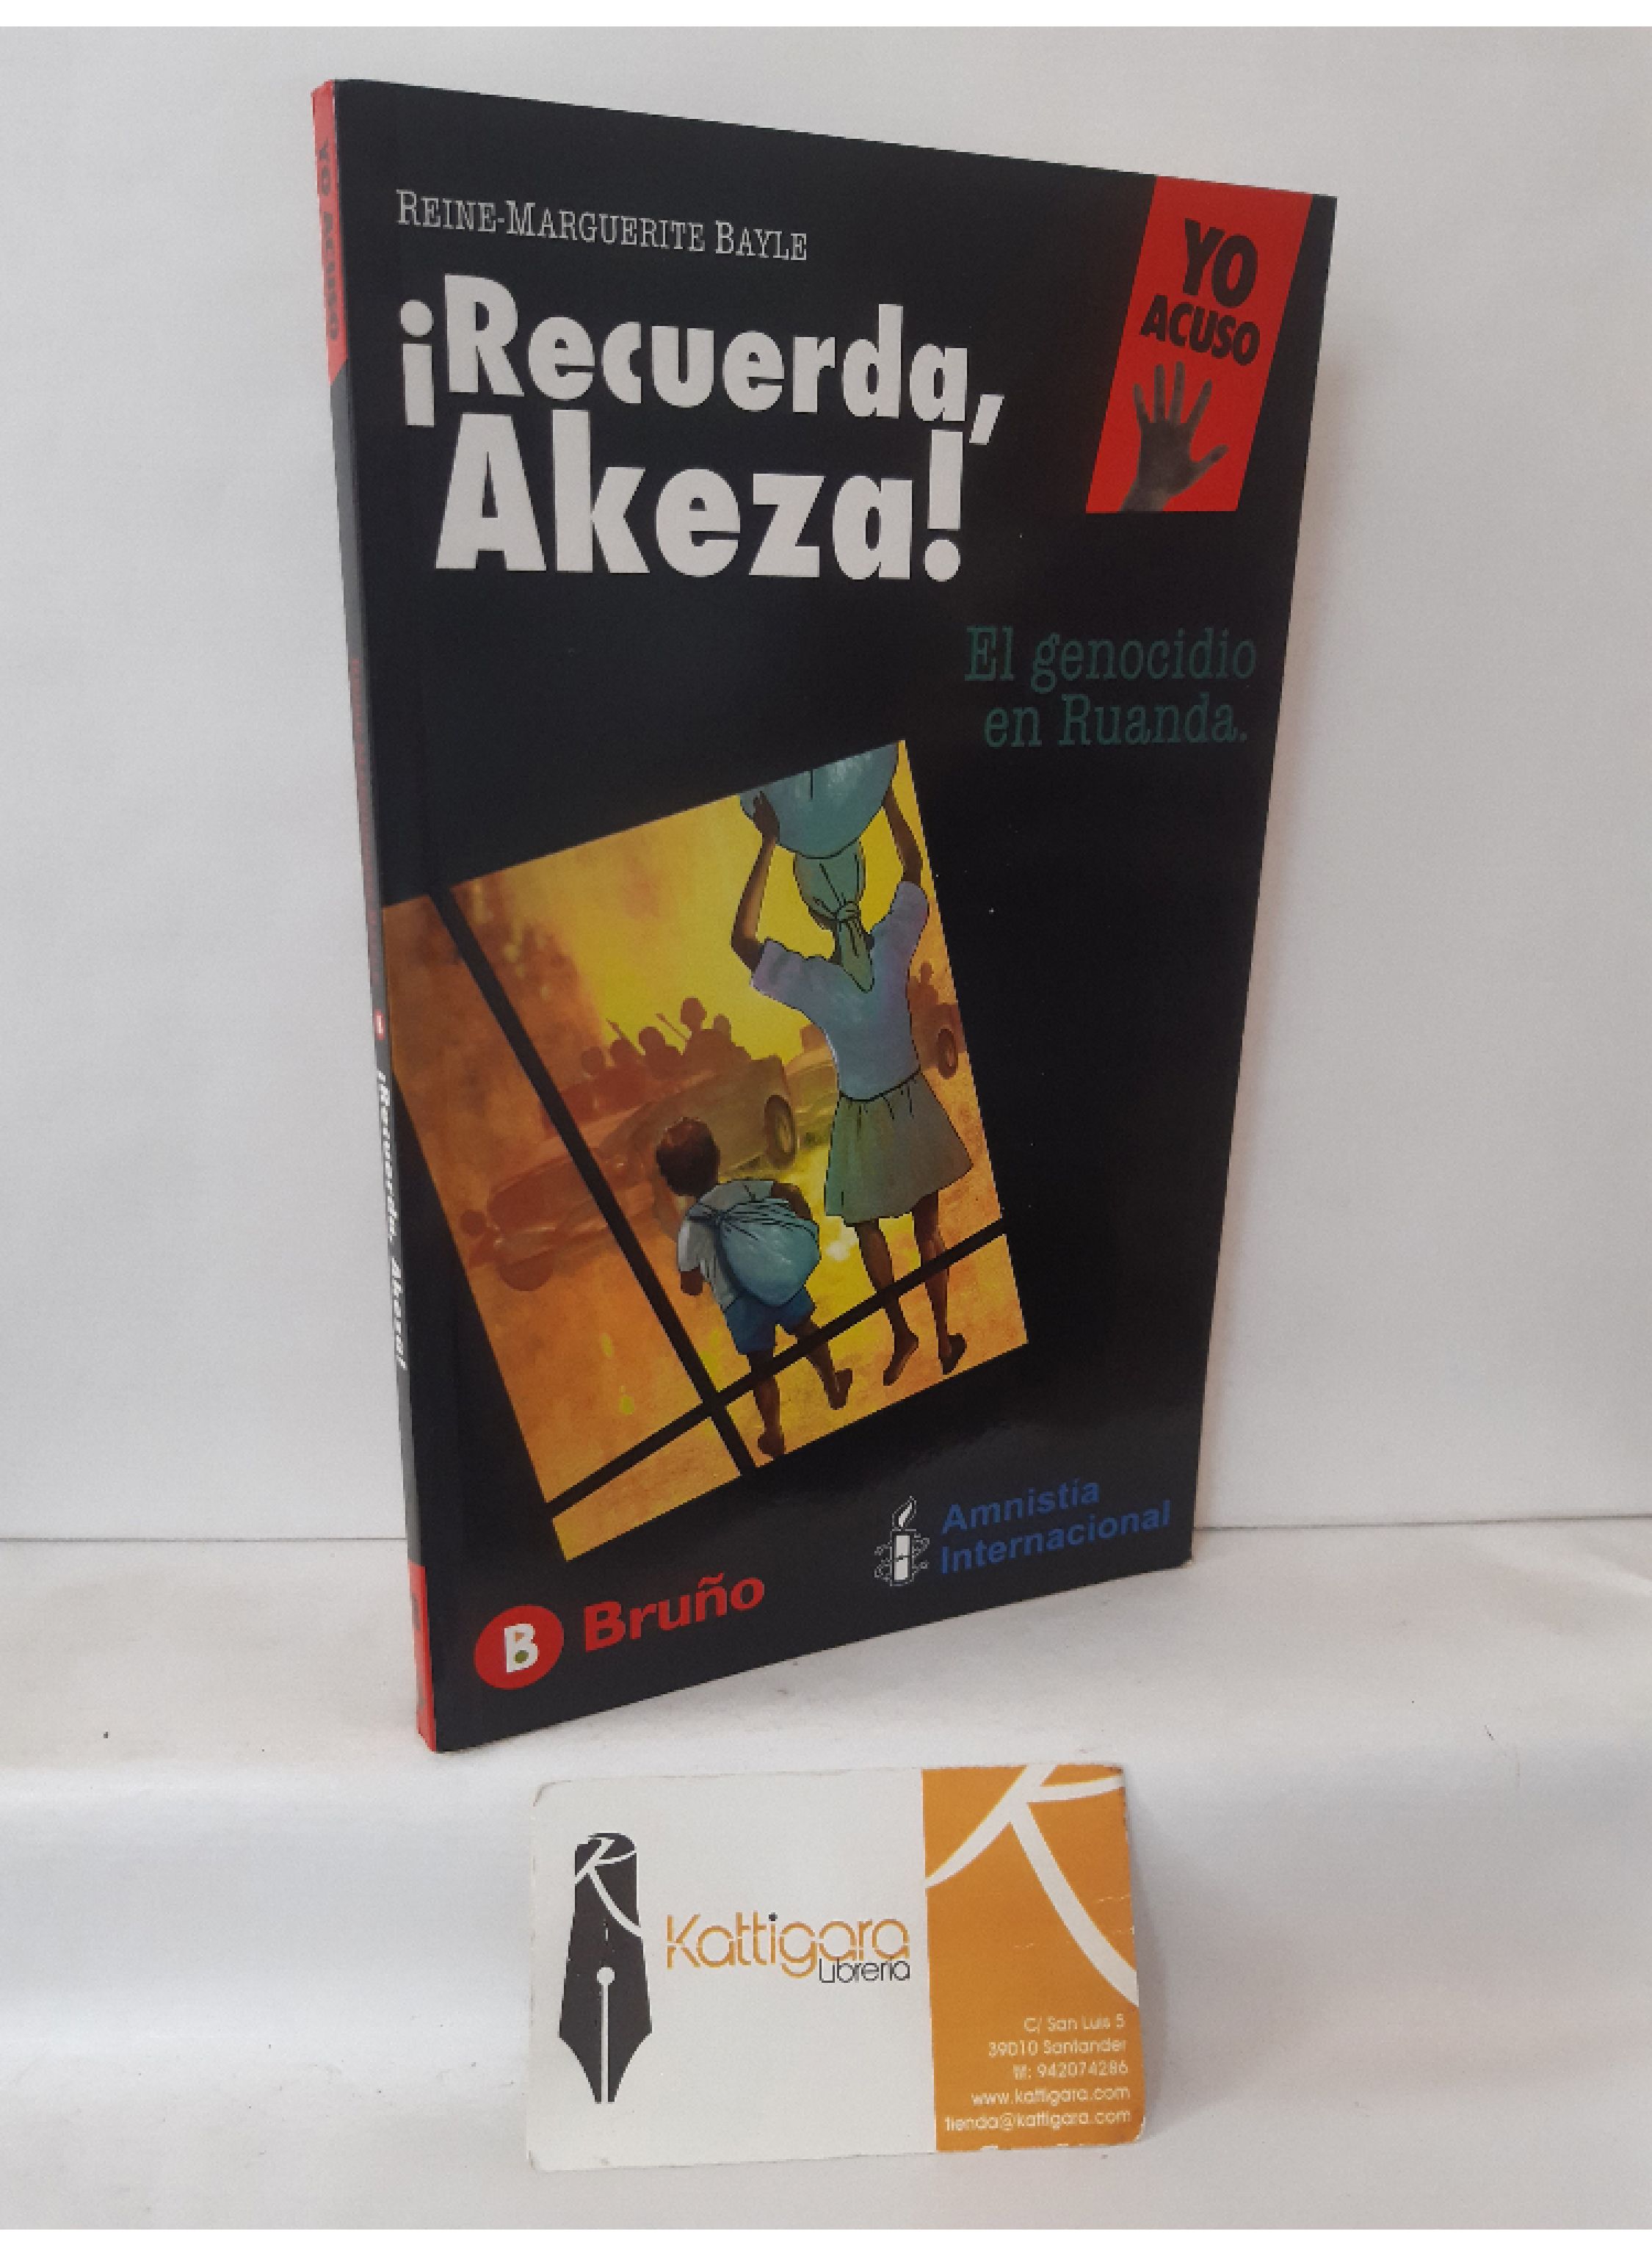 REINE-MARGUERITE BAYLE
¡Recuerda,
Akeza!
YO
ACUSO
El genocidio
en Ruanda.
YO ACUSO
¡Recuerda, Akeza!
B Bruño
Amnistía
Internacional
Kattigara
Librería
C/ San Luis 5
39010 Santander
tlf: 942074286
www.kattigara.com
tienda@kattigara.com